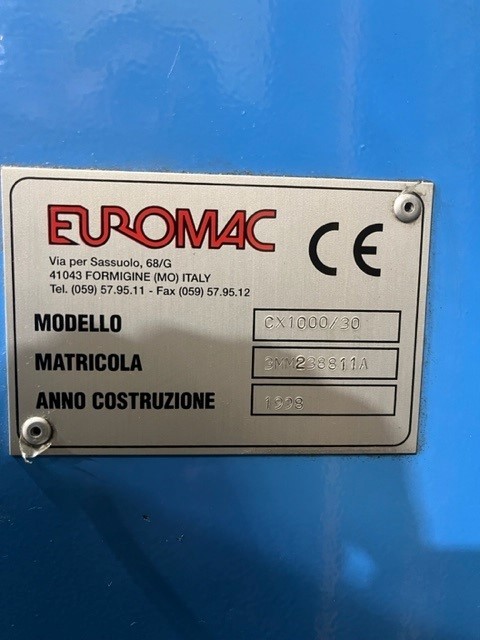 EUROMAC
CE
Via per Sassuolo, 68/G
41043 FORMIGINE (MO) ITALY
Tel. (059) 57.95.11 - Fax (059) 57.95.12
MODELLO CX1000/30
MATRICOLA
ANNO COSTRUZIONE 1998